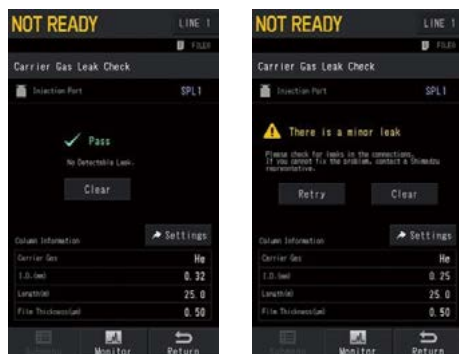 NOT READY
LINE 1
FILE0
Carrier Gas Leak Check
Injection Port
SPL1
Pass
No Detectable Leak.
Clear
Settings
Column Information
Carrier Gas
He
I.D.(mm)
0.32
Length(m)
25.0
Film Thickness(µm)
0.50
Monitor
Return
NOT READY
LINE 1
FILE0
Carrier Gas Leak Check
Injection Port
SPL1
There is a minor leak
Please check for leaks in the connections.
If you cannot fix the problem, contact a Shimadzu
representative.
Retry
Clear
Settings
Column Information
Carrier Gas
He
I.D.(mm)
0.25
Length(m)
25.0
Film Thickness(µm)
0.50
Monitor
Return